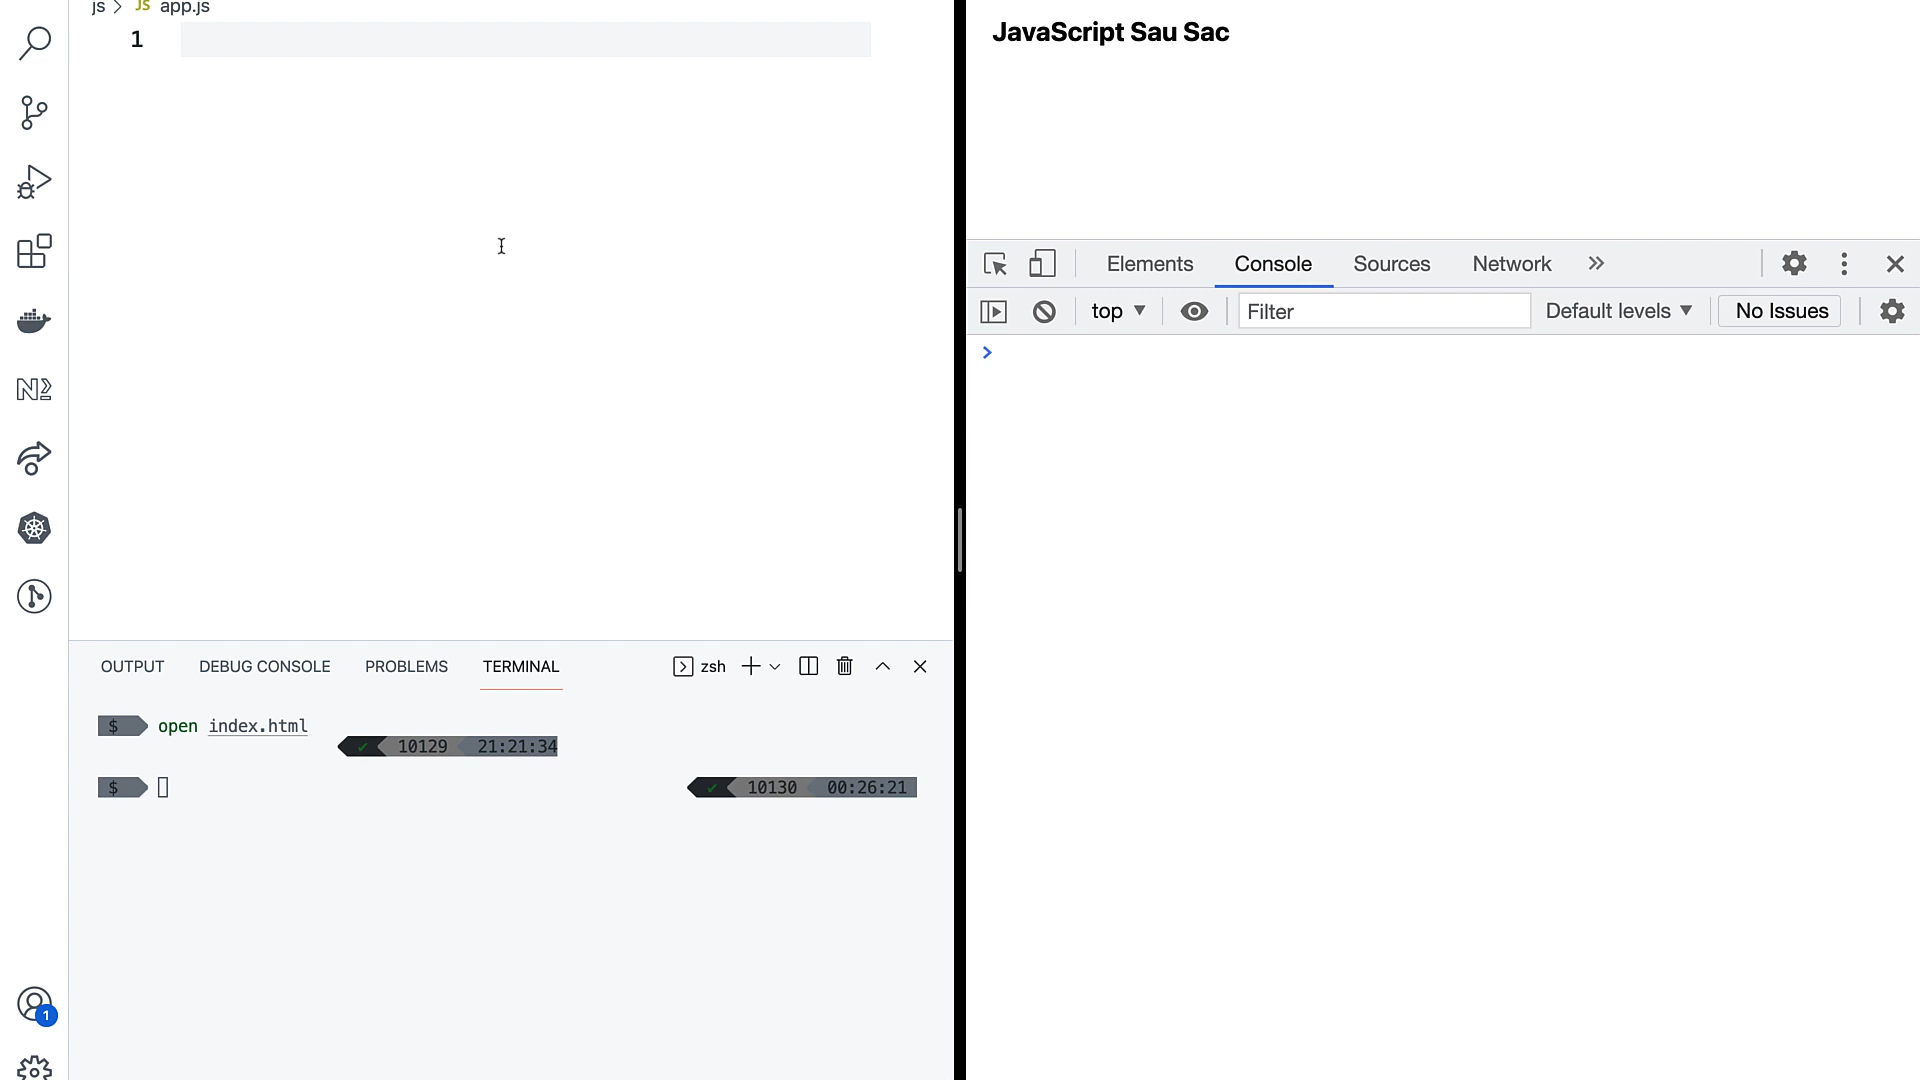 js > JS app.js
1
OUTPUT DEBUG CONSOLE PROBLEMS TERMINAL zsh
$ open index.html
✔ 10129 21:21:34
$ ✔ 10130 00:26:21
1
JavaScript Sau Sac
Elements Console Sources Network »
top ▼ Filter Default levels ▼ No Issues
>